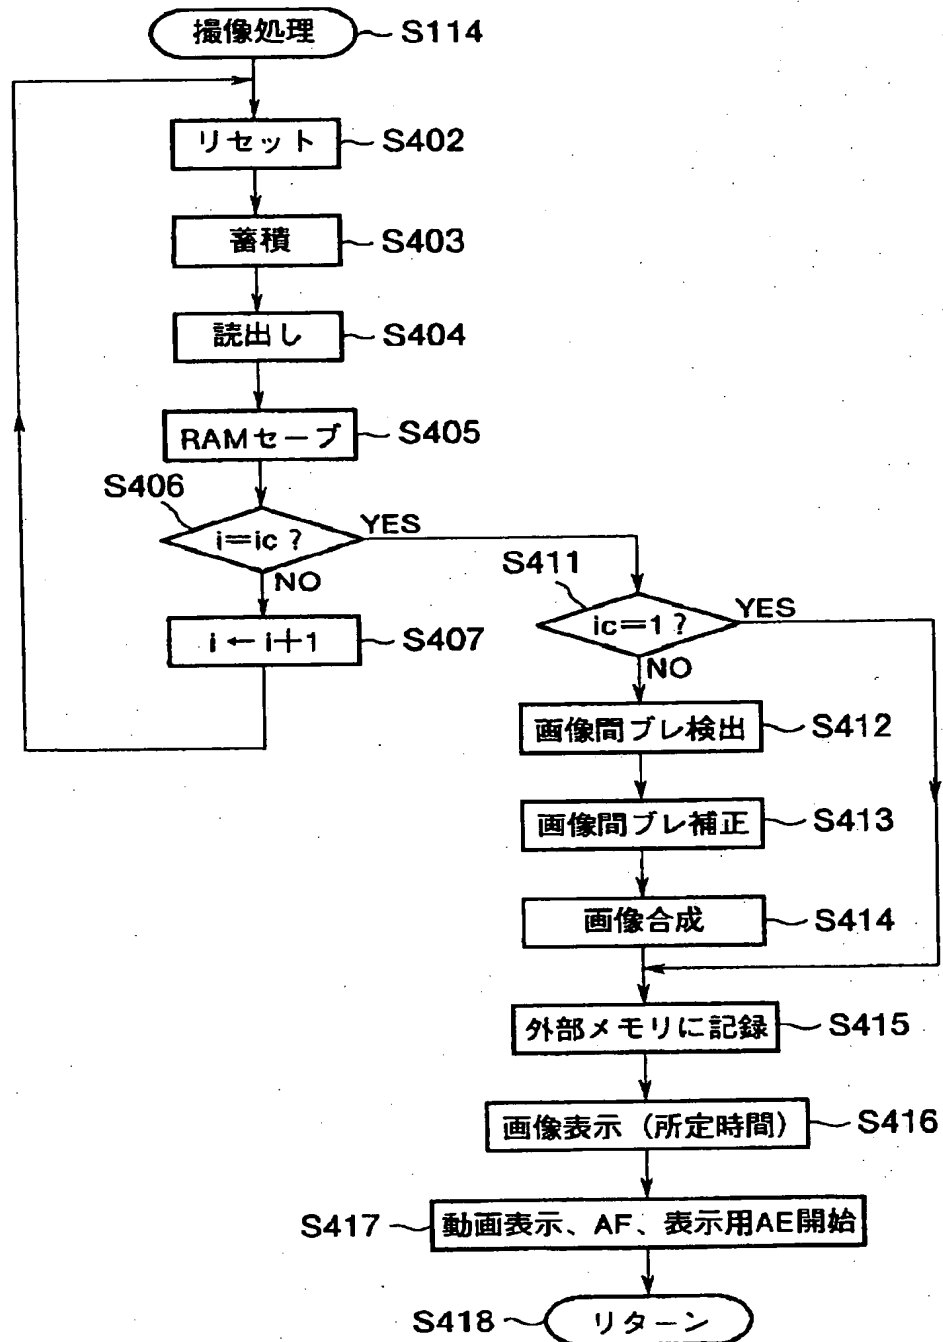 撮像処理 S114
リセット S402
蓄積 S403
読出し S404
RAMセーブ S405
S406
i=ic ? YES
NO
i ← i+1 S407
S411
ic=1 ? YES
NO
画像間ブレ検出 S412
画像間ブレ補正 S413
画像合成 S414
外部メモリに記録 S415
画像表示 (所定時間) S416
S417 動画表示、AF、表示用AE開始
S418 リターン